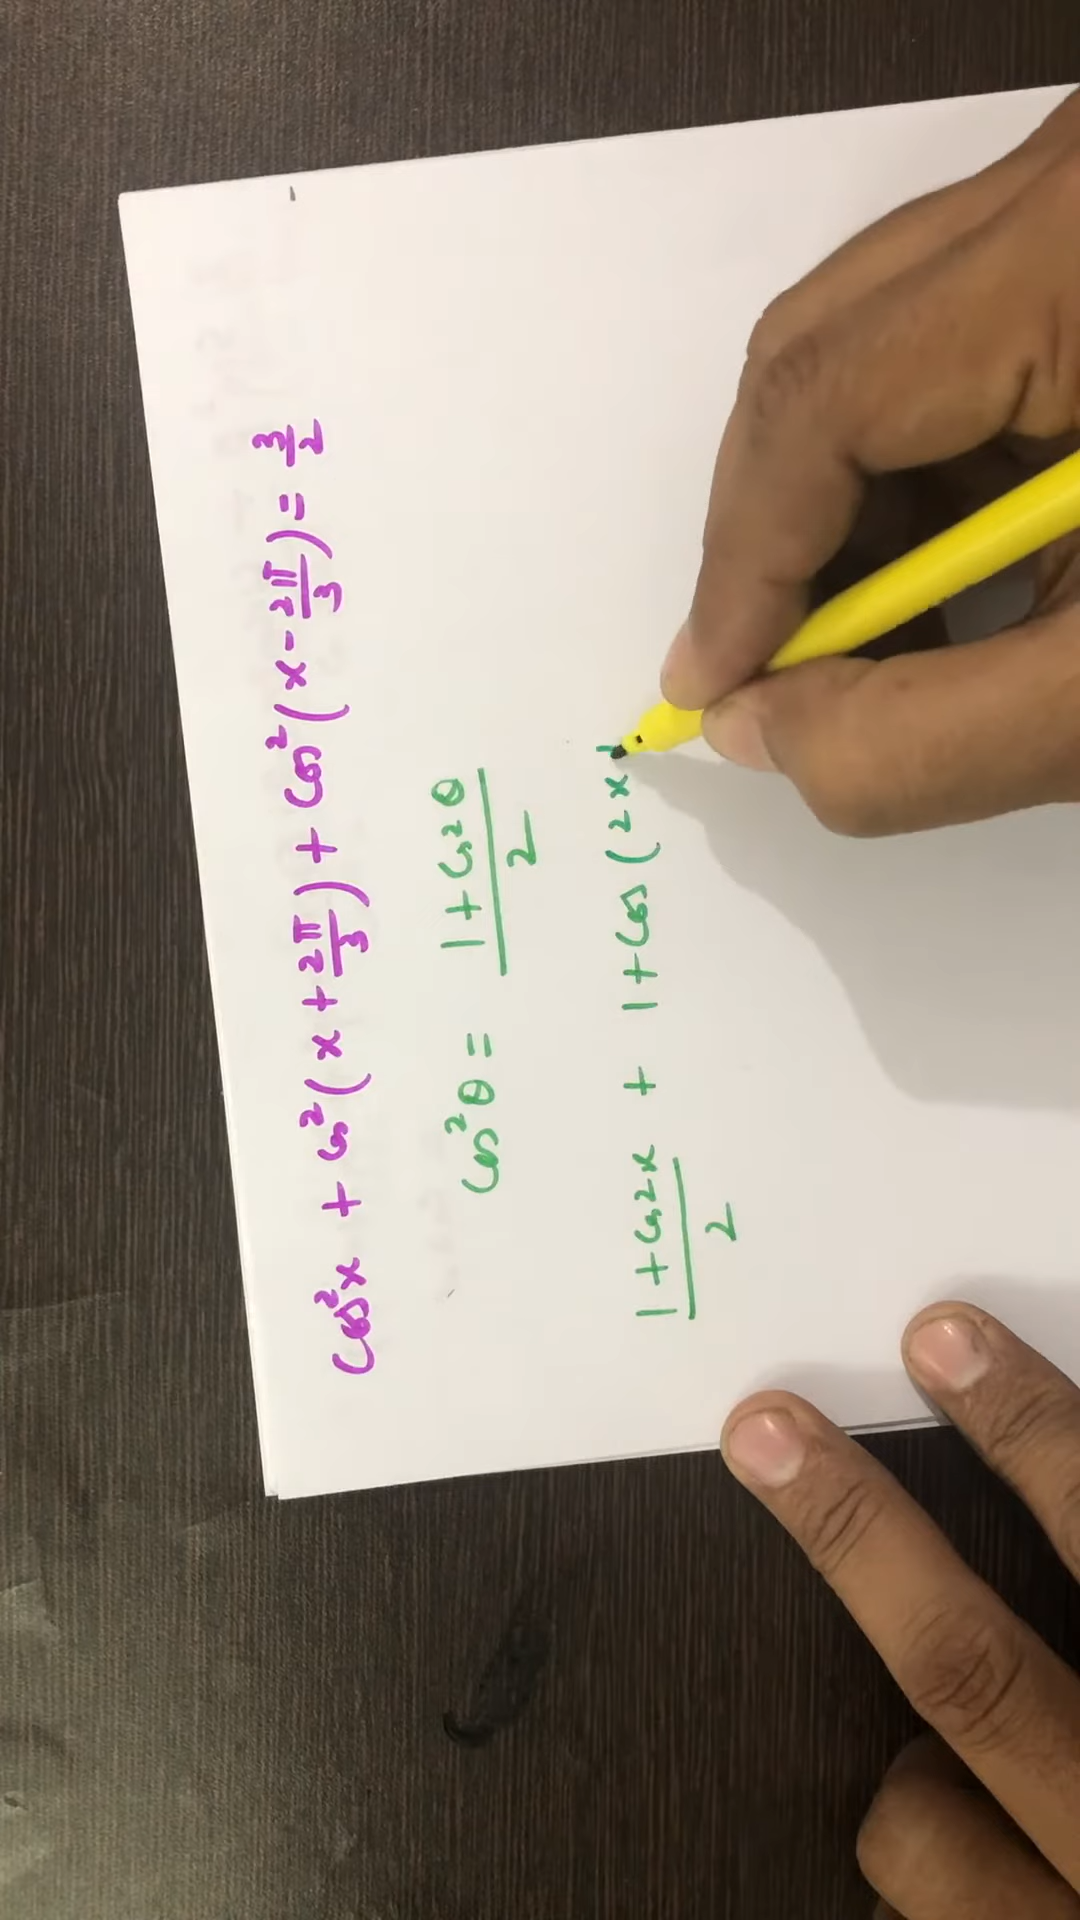 cos²x + cos²(x + 2π/3) + cos²(x - 2π/3) = 3/2
cos²θ = 1 + cos2θ / 2
1 + cos2x / 2 + 1 + cos(2x